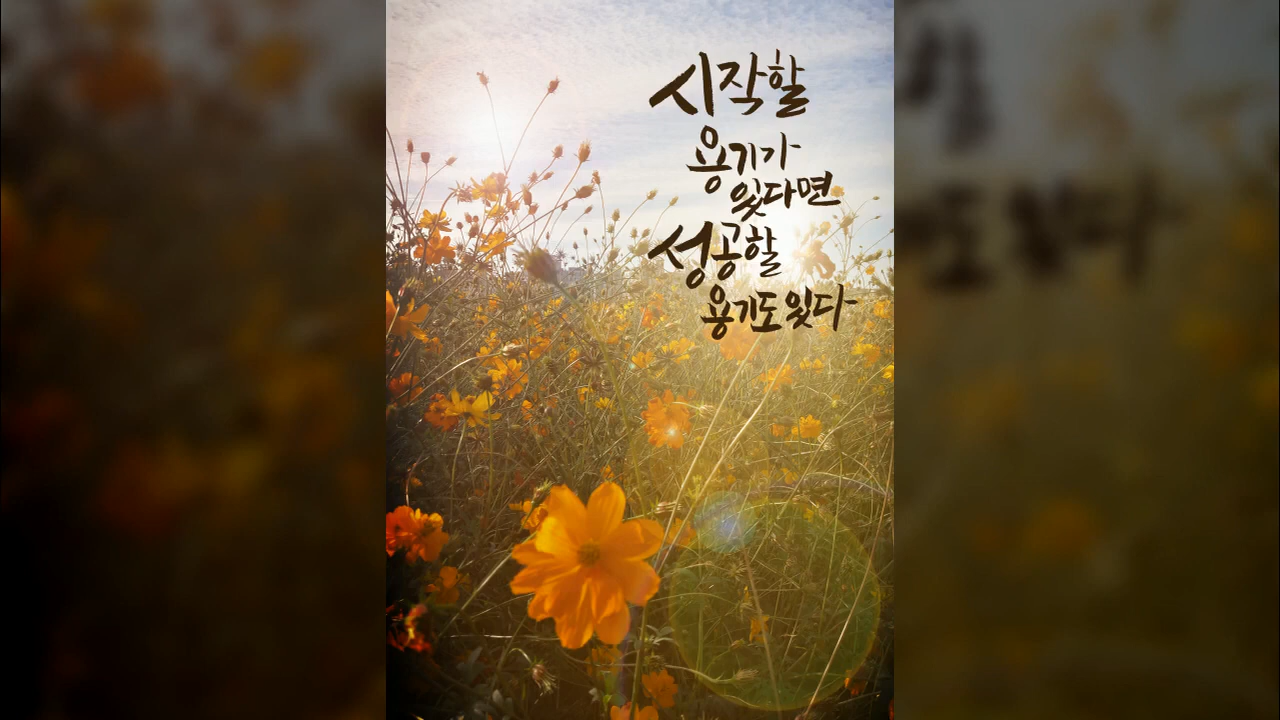 시작할
용기가
있다면
성공할
용기도 있다